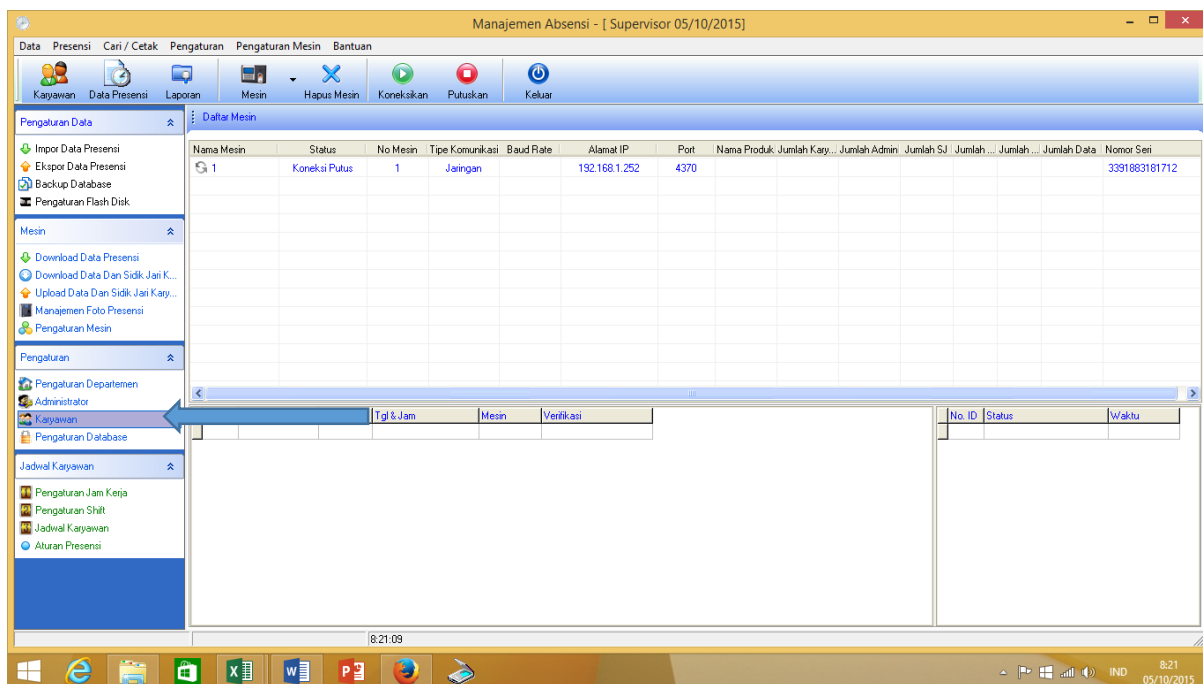 Manajemen Absensi - [ Supervisor 05/10/2015]
Data Presensi Cari / Cetak Pengaturan Pengaturan Mesin Bantuan
Karyawan Data Presensi Laporan Mesin Hapus Mesin Koneksikan Putuskan Keluar
Pengaturan Data
Impor Data Presensi
Ekspor Data Presensi
Backup Database
Pengaturan Flash Disk
Mesin
Download Data Presensi
Download Data Dan Sidik Jari K...
Upload Data Dan Sidik Jari Kary...
Manajemen Foto Presensi
Pengaturan Mesin
Pengaturan
Pengaturan Departemen
Administrator
Karyawan
Pengaturan Database
Jadwal Karyawan
Pengaturan Jam Kerja
Pengaturan Shift
Jadwal Karyawan
Aturan Presensi
Daftar Mesin
Nama Mesin Status No Mesin Tipe Komunikasi Baud Rate Alamat IP Port Nama Produk Jumlah Kary... Jumlah Admin Jumlah SJ Jumlah ... Jumlah ... Jumlah Data Nomor Seri
1 Koneksi Putus 1 Jaringan 192.168.1.252 4370 3391883181712
Tgl & Jam Mesin Verifikasi
No. ID Status Waktu
8:21:09
IND
8:21
05/10/2015